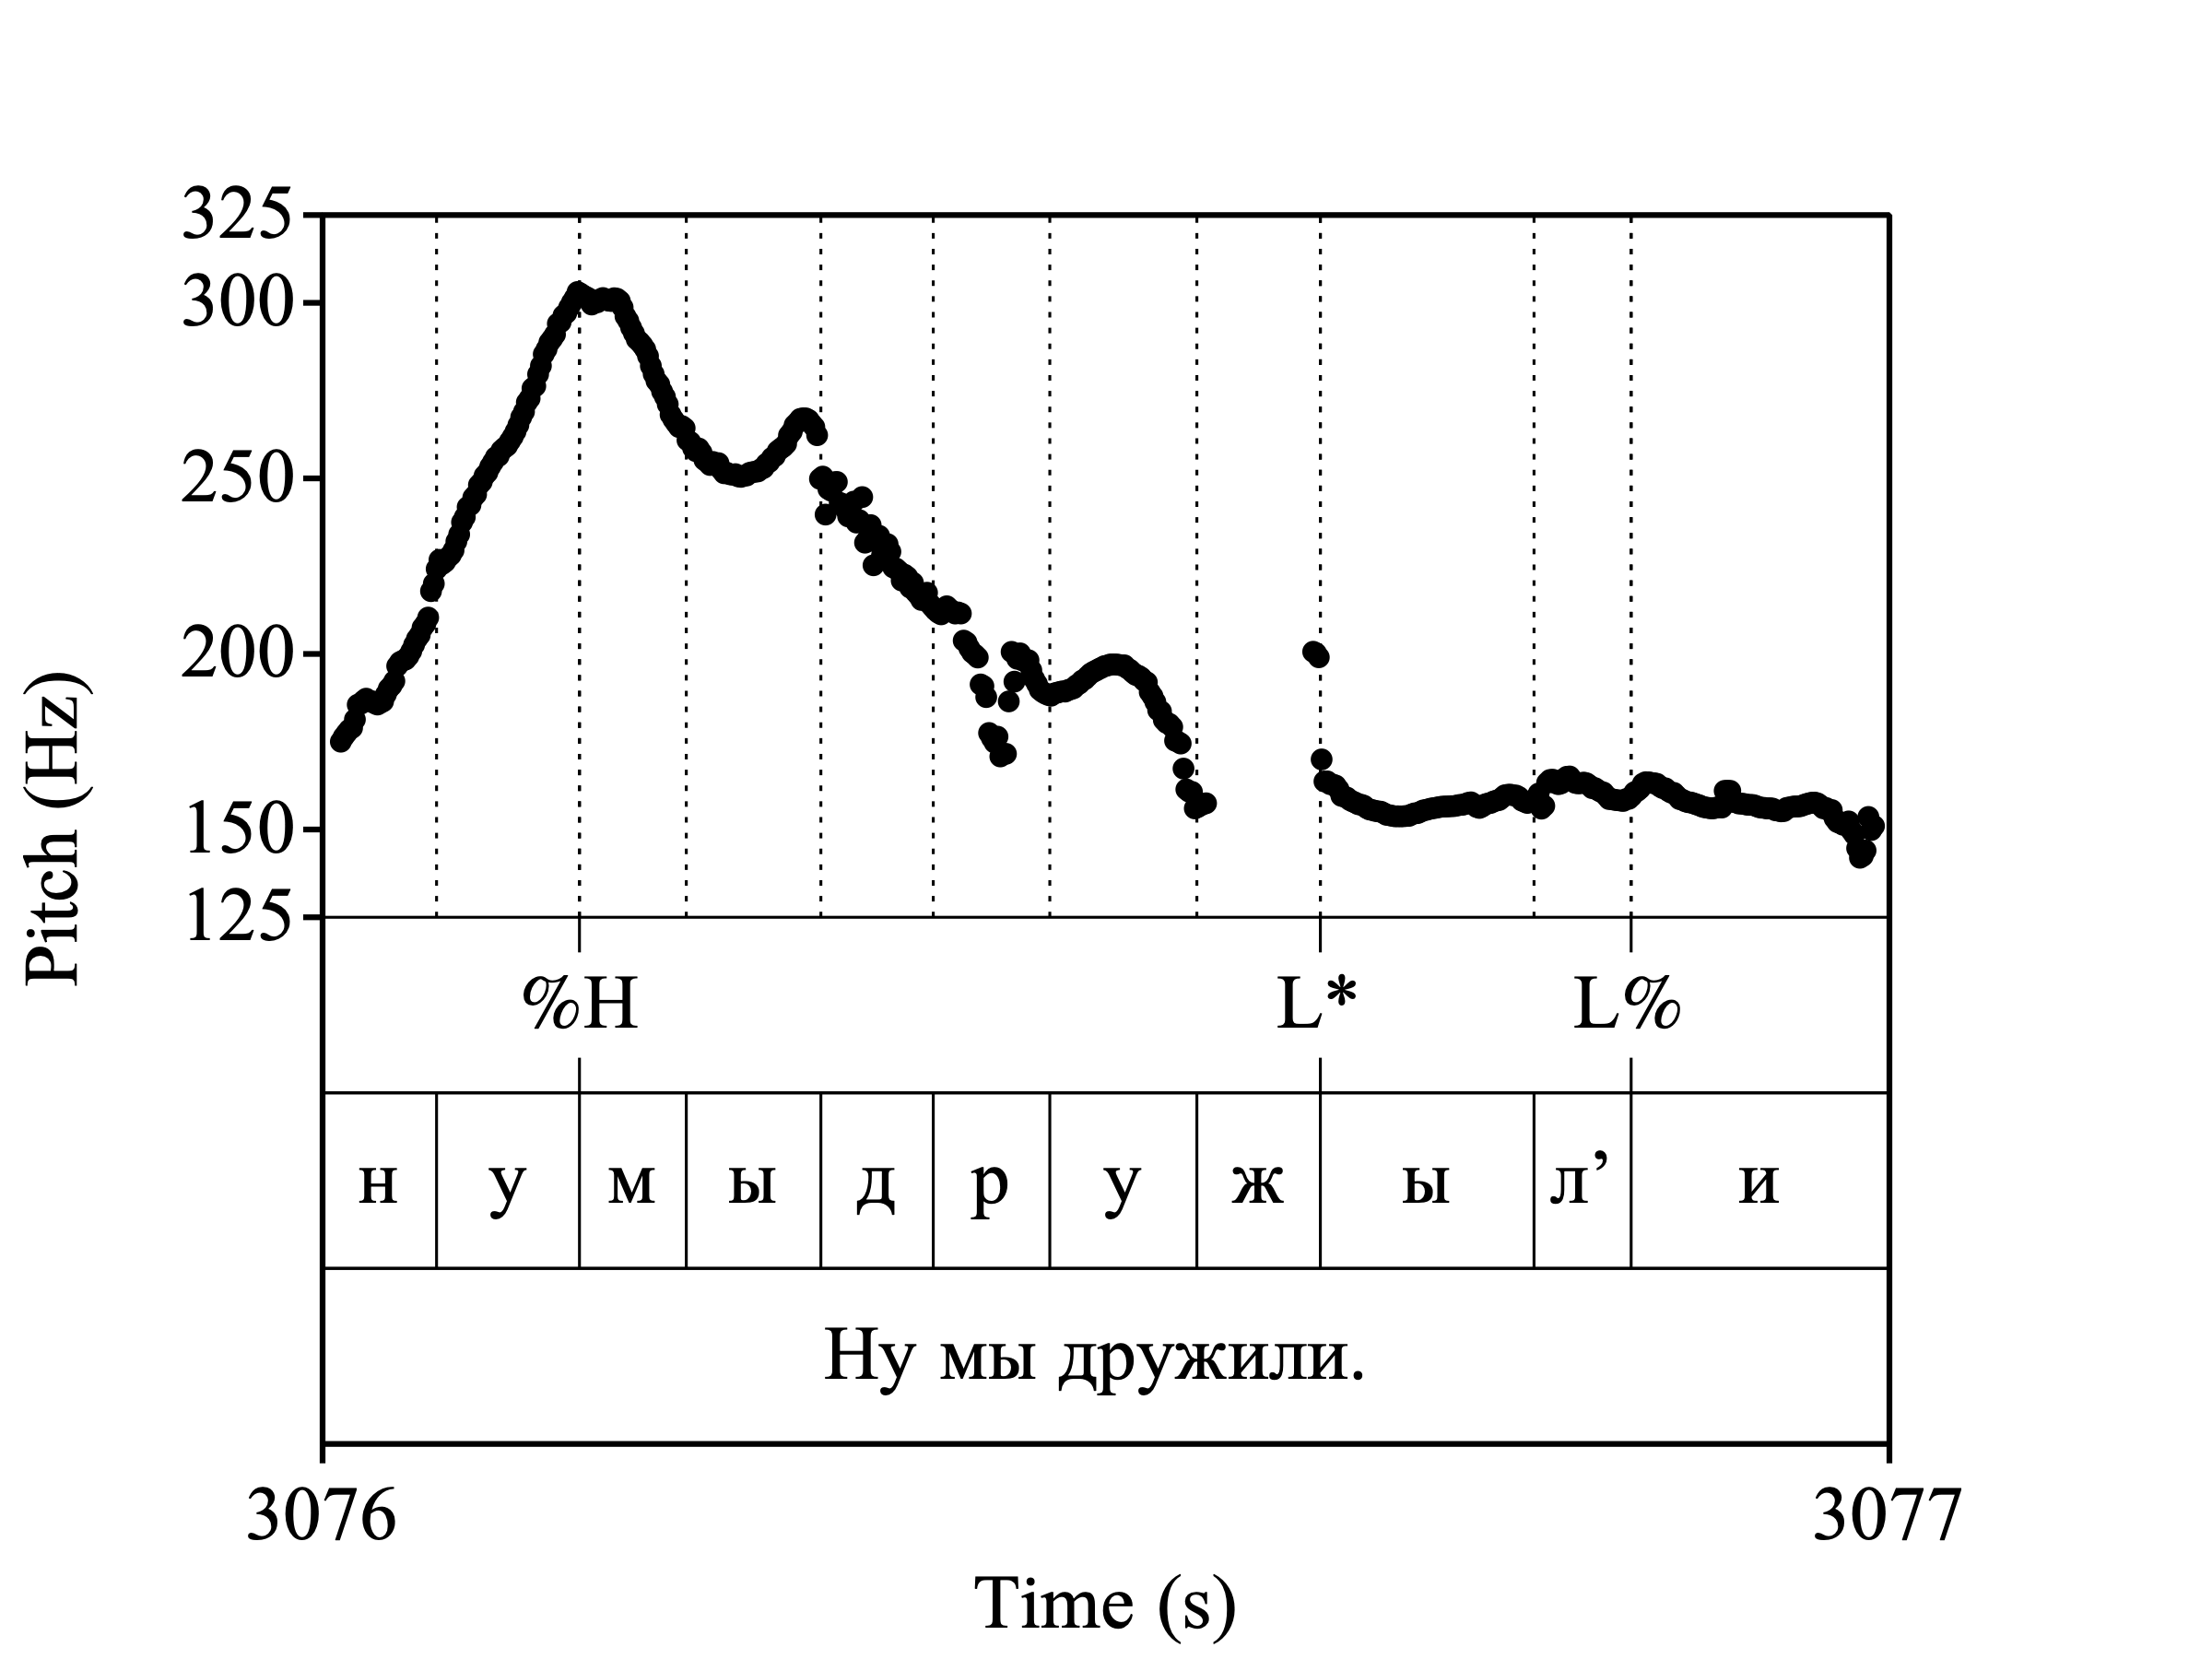 325
300
250
200
150
125
Pitch (Hz)
%H L* L%
н у м ы д р у ж ы л’ и
Ну мы дружили.
3076 3077
Time (s)